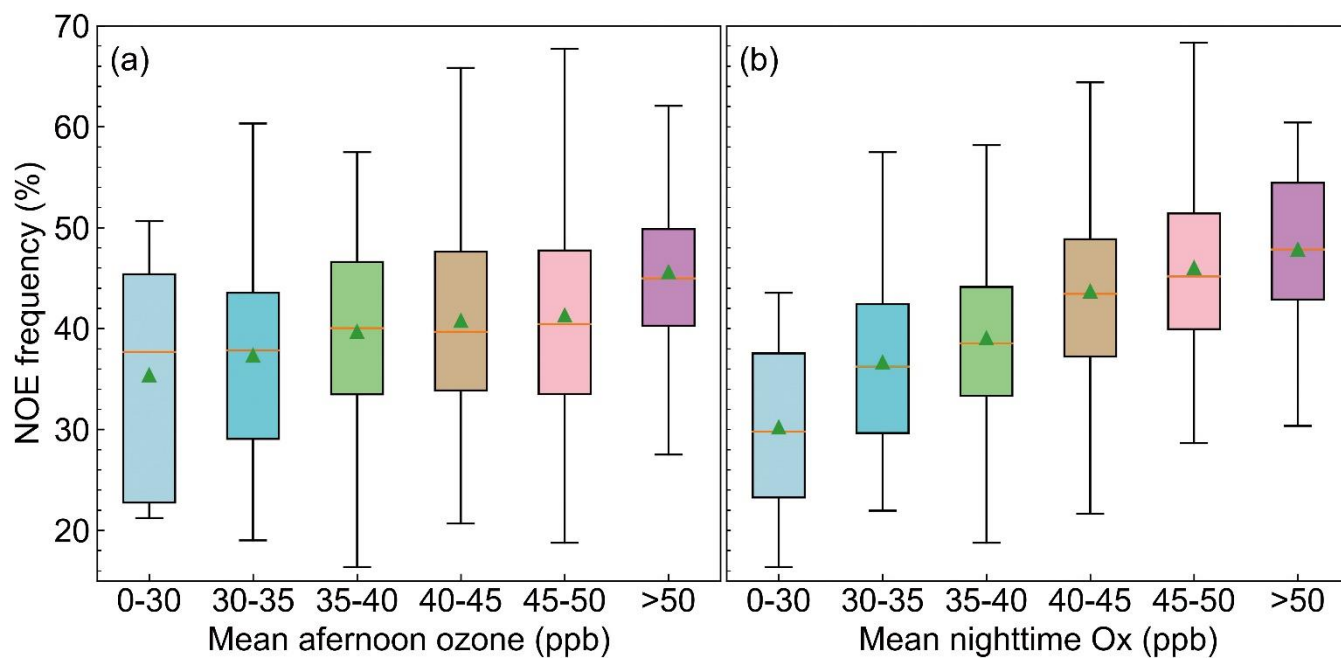 (a)
(b)
NOE frequency (%)
70
60
50
40
30
20
0-30 30-35 35-40 40-45 45-50 >50
0-30 30-35 35-40 40-45 45-50 >50
Mean afernoon ozone (ppb)
Mean nighttime Ox (ppb)